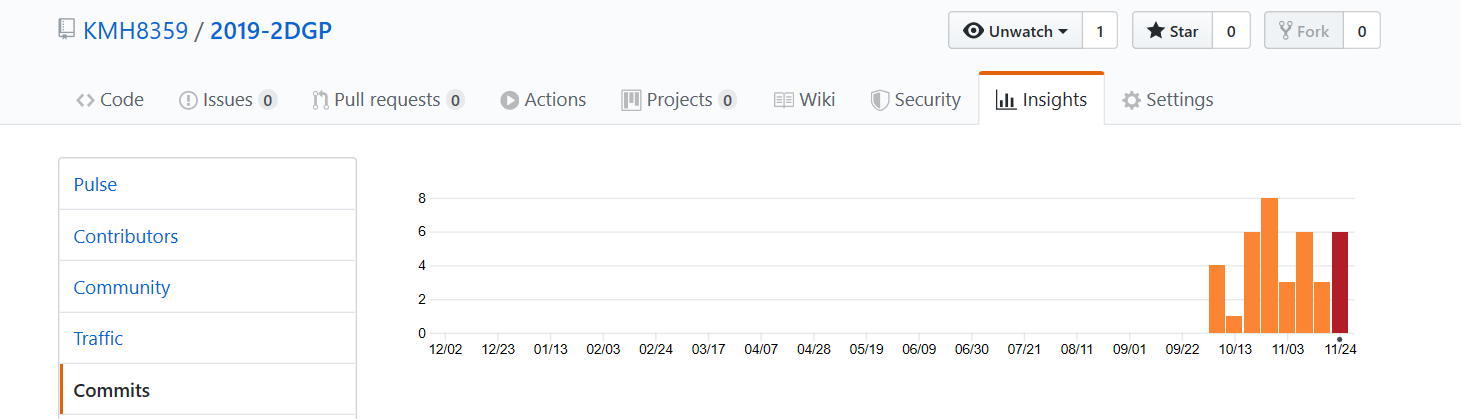 KMH8359 / 2019-2DGP
Unwatch 1 Star 0 Fork 0
Code Issues 0 Pull requests 0 Actions Projects 0 Wiki Security Insights Settings
Pulse
Contributors
Community
Traffic
Commits
8
6
4
2
0
12/02 12/23 01/13 02/03 02/24 03/17 04/07 04/28 05/19 06/09 06/30 07/21 08/11 09/01 09/22 10/13 11/03 11/24